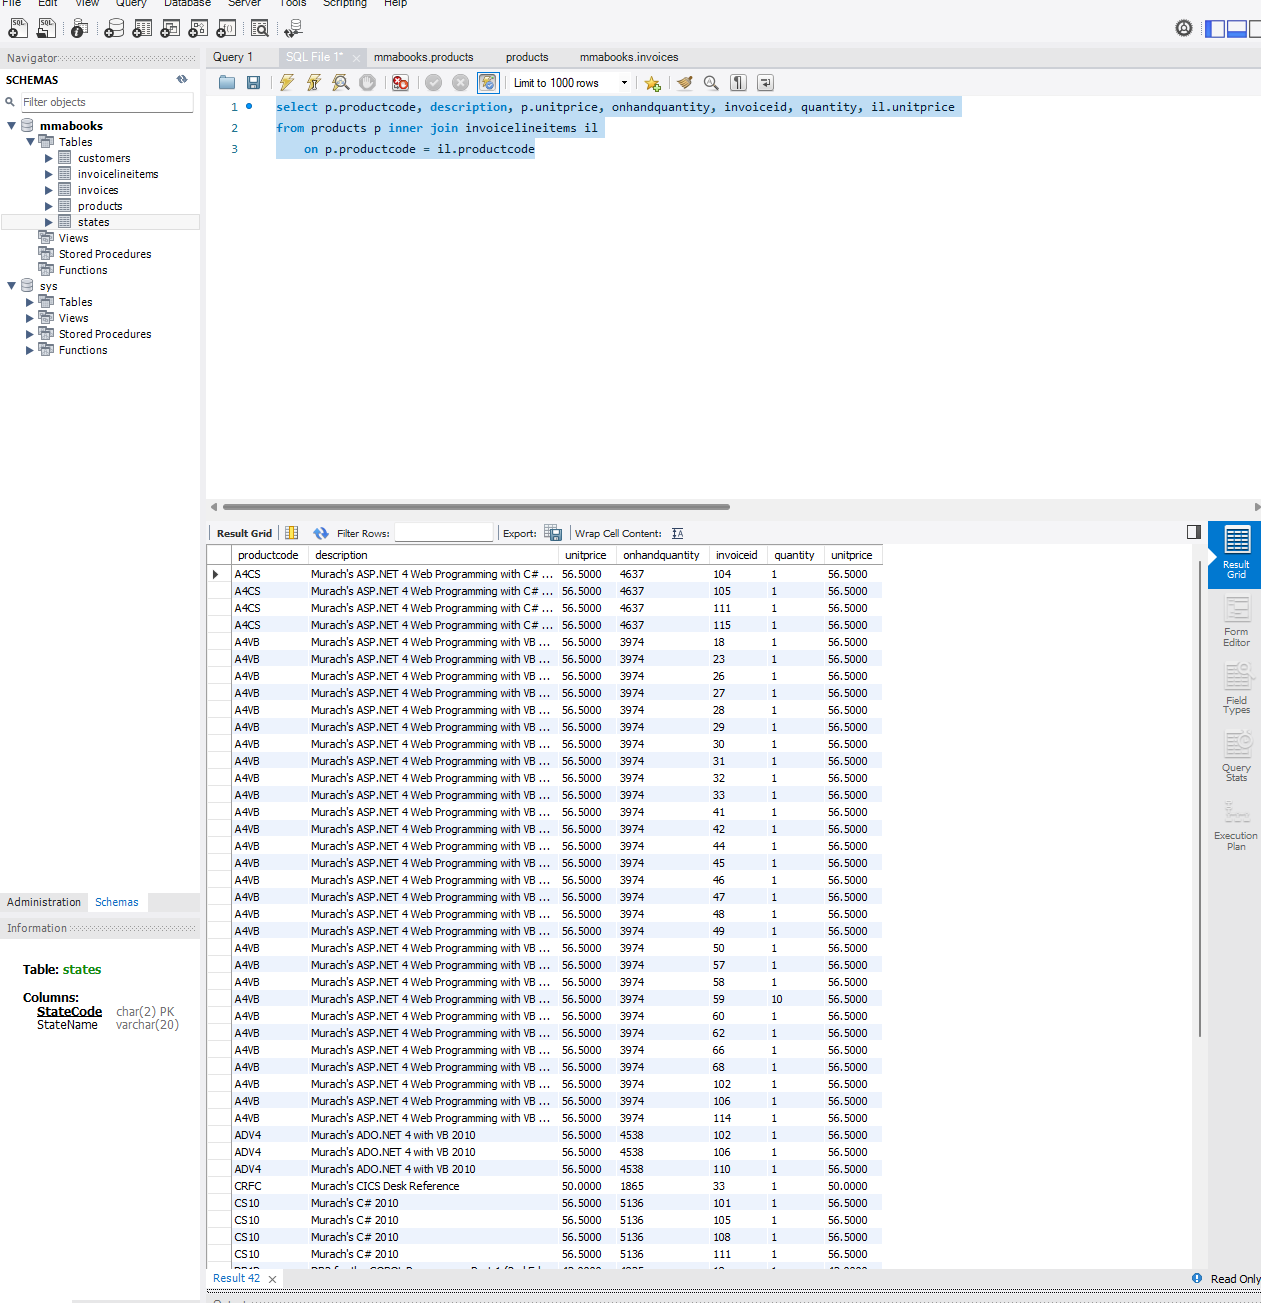 File Edit View Query Database Server Tools Scripting Help
Navigator
SCHEMAS
Filter objects
mmabooks
Tables
customers
invoicelineitems
invoices
products
states
Views
Stored Procedures
Functions
sys
Tables
Views
Stored Procedures
Functions
Administration Schemas
Information
Table: states
Columns:
StateCode char(2) PK
StateName varchar(20)
Query 1 SQL File 1* mmabooks.products products mmabooks.invoices
Limit to 1000 rows
1 select p.productcode, description, p.unitprice, onhandquantity, invoiceid, quantity, il.unitprice
2 from products p inner join invoicelineitems il
3 on p.productcode = il.productcode
Result Grid Filter Rows: Export: Wrap Cell Content:
productcode description unitprice onhandquantity invoiceid quantity unitprice
A4CS Murach's ASP.NET 4 Web Programming with C# ... 56.5000 4637 104 1 56.5000
A4CS Murach's ASP.NET 4 Web Programming with C# ... 56.5000 4637 105 1 56.5000
A4CS Murach's ASP.NET 4 Web Programming with C# ... 56.5000 4637 111 1 56.5000
A4CS Murach's ASP.NET 4 Web Programming with C# ... 56.5000 4637 115 1 56.5000
A4VB Murach's ASP.NET 4 Web Programming with VB ... 56.5000 3974 18 1 56.5000
A4VB Murach's ASP.NET 4 Web Programming with VB ... 56.5000 3974 23 1 56.5000
A4VB Murach's ASP.NET 4 Web Programming with VB ... 56.5000 3974 26 1 56.5000
A4VB Murach's ASP.NET 4 Web Programming with VB ... 56.5000 3974 27 1 56.5000
A4VB Murach's ASP.NET 4 Web Programming with VB ... 56.5000 3974 28 1 56.5000
A4VB Murach's ASP.NET 4 Web Programming with VB ... 56.5000 3974 29 1 56.5000
A4VB Murach's ASP.NET 4 Web Programming with VB ... 56.5000 3974 30 1 56.5000
A4VB Murach's ASP.NET 4 Web Programming with VB ... 56.5000 3974 31 1 56.5000
A4VB Murach's ASP.NET 4 Web Programming with VB ... 56.5000 3974 32 1 56.5000
A4VB Murach's ASP.NET 4 Web Programming with VB ... 56.5000 3974 33 1 56.5000
A4VB Murach's ASP.NET 4 Web Programming with VB ... 56.5000 3974 41 1 56.5000
A4VB Murach's ASP.NET 4 Web Programming with VB ... 56.5000 3974 42 1 56.5000
A4VB Murach's ASP.NET 4 Web Programming with VB ... 56.5000 3974 44 1 56.5000
A4VB Murach's ASP.NET 4 Web Programming with VB ... 56.5000 3974 45 1 56.5000
A4VB Murach's ASP.NET 4 Web Programming with VB ... 56.5000 3974 46 1 56.5000
A4VB Murach's ASP.NET 4 Web Programming with VB ... 56.5000 3974 47 1 56.5000
A4VB Murach's ASP.NET 4 Web Programming with VB ... 56.5000 3974 48 1 56.5000
A4VB Murach's ASP.NET 4 Web Programming with VB ... 56.5000 3974 49 1 56.5000
A4VB Murach's ASP.NET 4 Web Programming with VB ... 56.5000 3974 50 1 56.5000
A4VB Murach's ASP.NET 4 Web Programming with VB ... 56.5000 3974 57 1 56.5000
A4VB Murach's ASP.NET 4 Web Programming with VB ... 56.5000 3974 58 1 56.5000
A4VB Murach's ASP.NET 4 Web Programming with VB ... 56.5000 3974 59 10 56.5000
A4VB Murach's ASP.NET 4 Web Programming with VB ... 56.5000 3974 60 1 56.5000
A4VB Murach's ASP.NET 4 Web Programming with VB ... 56.5000 3974 62 1 56.5000
A4VB Murach's ASP.NET 4 Web Programming with VB ... 56.5000 3974 66 1 56.5000
A4VB Murach's ASP.NET 4 Web Programming with VB ... 56.5000 3974 68 1 56.5000
A4VB Murach's ASP.NET 4 Web Programming with VB ... 56.5000 3974 102 1 56.5000
A4VB Murach's ASP.NET 4 Web Programming with VB ... 56.5000 3974 106 1 56.5000
A4VB Murach's ASP.NET 4 Web Programming with VB ... 56.5000 3974 114 1 56.5000
ADV4 Murach's ADO.NET 4 with VB 2010 56.5000 4538 102 1 56.5000
ADV4 Murach's ADO.NET 4 with VB 2010 56.5000 4538 106 1 56.5000
ADV4 Murach's ADO.NET 4 with VB 2010 56.5000 4538 110 1 56.5000
CRFC Murach's CICS Desk Reference 50.0000 1865 33 1 50.0000
CS10 Murach's C# 2010 56.5000 5136 101 1 56.5000
CS10 Murach's C# 2010 56.5000 5136 105 1 56.5000
CS10 Murach's C# 2010 56.5000 5136 108 1 56.5000
CS10 Murach's C# 2010 56.5000 5136 111 1 56.5000
Result 42
Read Only
Result Grid
Form Editor
Field Types
Query Stats
Execution Plan